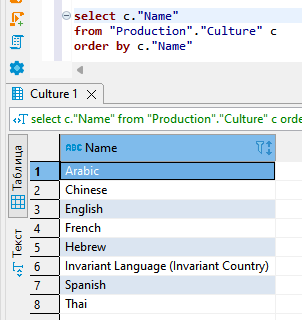 select c."Name"
from "Production"."Culture" c
order by c."Name"
Culture 1
select c."Name" from "Production"."Culture" c orde
Таблица
Текст
ABC Name
1 Arabic
2 Chinese
3 English
4 French
5 Hebrew
6 Invariant Language (Invariant Country)
7 Spanish
8 Thai